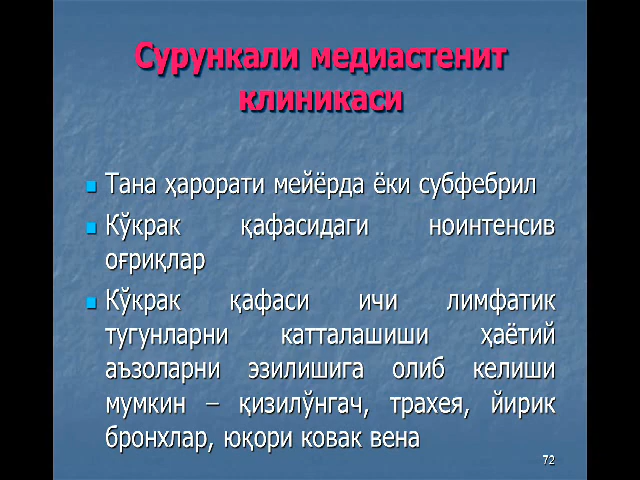 Сурункали медиастенит
клиникаси
Тана ҳарорати мейёрда ёки субфебрил
Кўкрак қафасидаги ноинтенсив
оғриқлар
Кўкрак қафаси ичи лимфатик
тугунларни катталашиши ҳаётий
аъзоларни эзилишига олиб келиши
мумкин – қизилўнгач, трахея, йирик
бронхлар, юқори ковак вена
72